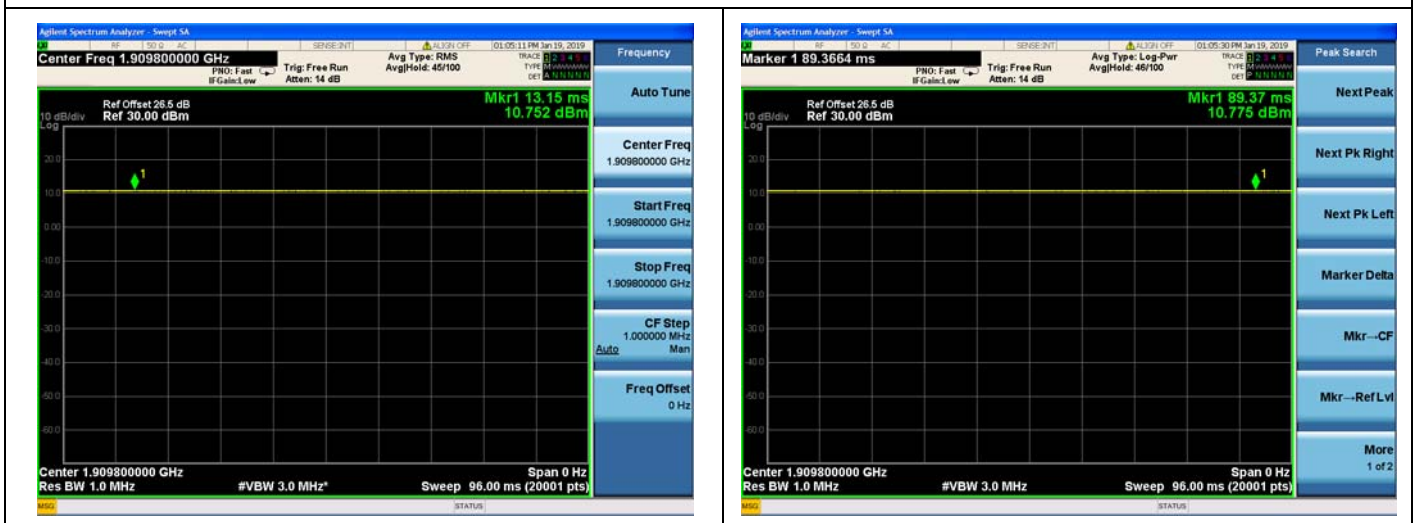 Agilent Spectrum Analyzer - Swept SA
RF 50 Ω AC SENSE:INT ALIGN OFF 01:05:11 PM Jan 19, 2019
Center Freq 1.909800000 GHz
PNO: Fast
IFGain:Low
Trig: Free Run
Atten: 14 dB
Avg Type: RMS
Avg|Hold: 45/100
TRACE 1 2 3 4 5 6
TYPE M
DET A N N N N N
Ref Offset 26.5 dB
10 dB/div Ref 30.00 dBm
Log
Mkr1 13.15 ms
10.752 dBm
20.0
1
10.0
0.00
-10.0
-20.0
-30.0
-40.0
-50.0
-60.0
Center 1.909800000 GHz
Span 0 Hz
Res BW 1.0 MHz
#VBW 3.0 MHz*
Sweep 96.00 ms (20001 pts)
MSG
STATUS
Frequency
Auto Tune
Center Freq
1.909800000 GHz
Start Freq
1.909800000 GHz
Stop Freq
1.909800000 GHz
CF Step
1.000000 MHz
Auto Man
Freq Offset
0 Hz
Agilent Spectrum Analyzer - Swept SA
RF 50 Ω AC SENSE:INT ALIGN OFF 01:05:30 PM Jan 19, 2019
Marker 1 89.3664 ms
PNO: Fast
IFGain:Low
Trig: Free Run
Atten: 14 dB
Avg Type: Log-Pwr
Avg|Hold: 46/100
TRACE 1 2 3 4 5 6
TYPE M
DET P N N N N N
Ref Offset 26.5 dB
10 dB/div Ref 30.00 dBm
Log
Mkr1 89.37 ms
10.775 dBm
20.0
1
10.0
0.00
-10.0
-20.0
-30.0
-40.0
-50.0
-60.0
Center 1.909800000 GHz
Span 0 Hz
Res BW 1.0 MHz
#VBW 3.0 MHz
Sweep 96.00 ms (20001 pts)
MSG
STATUS
Peak Search
Next Peak
Next Pk Right
Next Pk Left
Marker Delta
Mkr→CF
Mkr→Ref Lvl
More
1 of 2